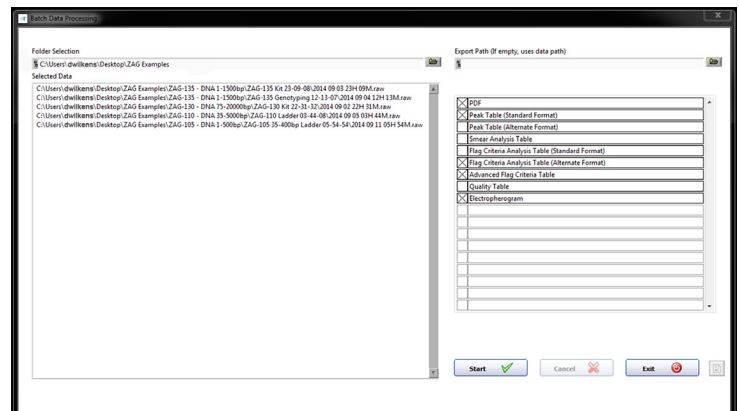 Batch Data Processing
Folder Selection
C:\Users\dwilkens\Desktop\ZAG Examples
Selected Data
C:\Users\dwilkens\Desktop\ZAG Examples\ZAG-135 - DNA 1-1500bp\ZAG-135 Kit 23-09-08\2014 09 03 23H 09M.raw
C:\Users\dwilkens\Desktop\ZAG Examples\ZAG-135 - DNA 1-1500bp\ZAG-135 Genotyping 12-13-07\2014 09 04 12H 13M.raw
C:\Users\dwilkens\Desktop\ZAG Examples\ZAG-130 - DNA 75-20000bp\ZAG-130 Kit 22-31-32\2014 09 02 22H 31M.raw
C:\Users\dwilkens\Desktop\ZAG Examples\ZAG-110 - DNA 35-5000bp\ZAG-110 Ladder 03-44-08\2014 09 05 03H 44M.raw
C:\Users\dwilkens\Desktop\ZAG Examples\ZAG-105 - DNA 1-500bp\ZAG-105 35-400bp Ladder 05-54-54\2014 09 11 05H 54M.raw
Export Path (If empty, uses data path)
PDF
Peak Table (Standard Format)
Peak Table (Alternate Format)
Smear Analysis Table
Flag Criteria Analysis Table (Standard Format)
Flag Criteria Analysis Table (Alternate Format)
Advanced Flag Criteria Table
Quality Table
Electropherogram
Start
Cancel
Exit